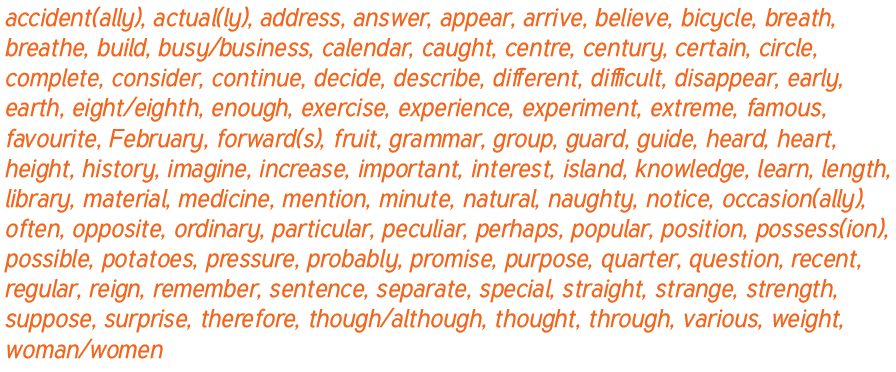 accident(ally), actual(ly), address, answer, appear, arrive, believe, bicycle, breath,
breathe, build, busy/business, calendar, caught, centre, century, certain, circle,
complete, consider, continue, decide, describe, different, difficult, disappear, early,
earth, eight/eighth, enough, exercise, experience, experiment, extreme, famous,
favourite, February, forward(s), fruit, grammar, group, guard, guide, heard, heart,
height, history, imagine, increase, important, interest, island, knowledge, learn, length,
library, material, medicine, mention, minute, natural, naughty, notice, occasion(ally),
often, opposite, ordinary, particular, peculiar, perhaps, popular, position, possess(ion),
possible, potatoes, pressure, probably, promise, purpose, quarter, question, recent,
regular, reign, remember, sentence, separate, special, straight, strange, strength,
suppose, surprise, therefore, though/although, thought, through, various, weight,
woman/women